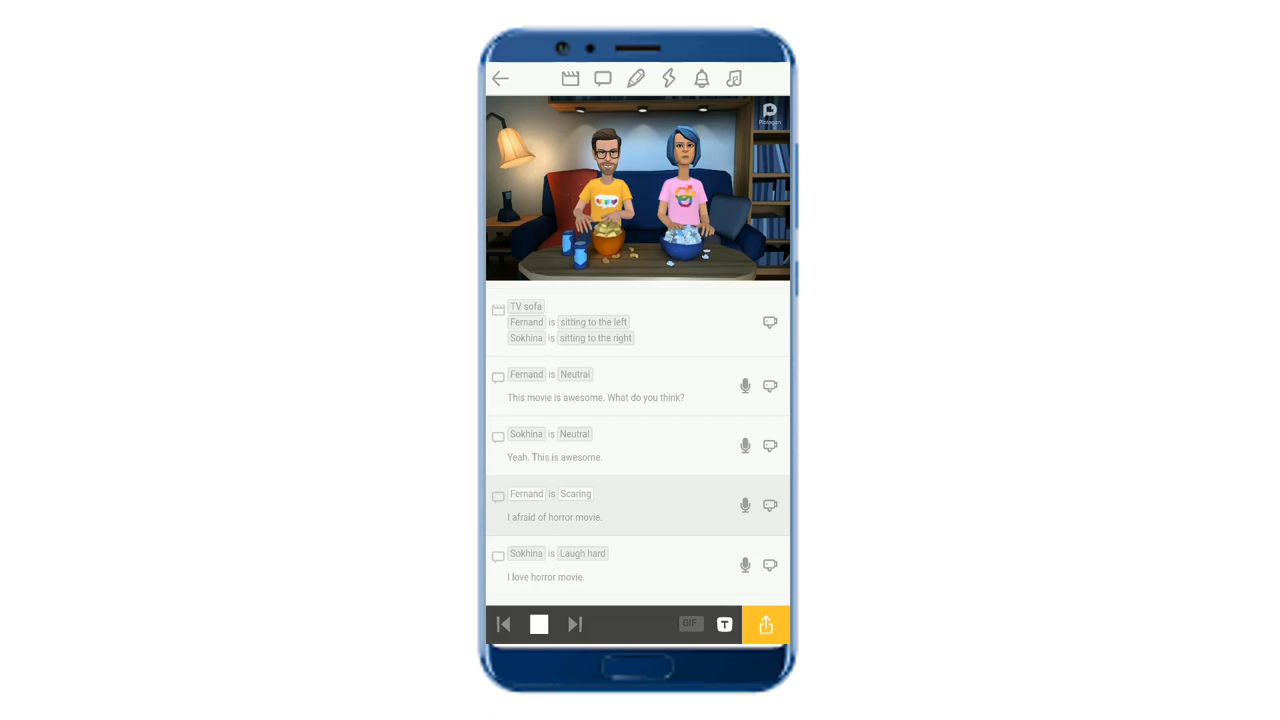 Plotagon
TV sofa
Fernand is sitting to the left
Sokhina is sitting to the right
Fernand is Neutral
This movie is awesome. What do you think?
Sokhina is Neutral
Yeah. This is awesome.
Fernand is Scaring
I afraid of horror movie.
Sokhina is Laugh hard
I love horror movie.
GIF
T